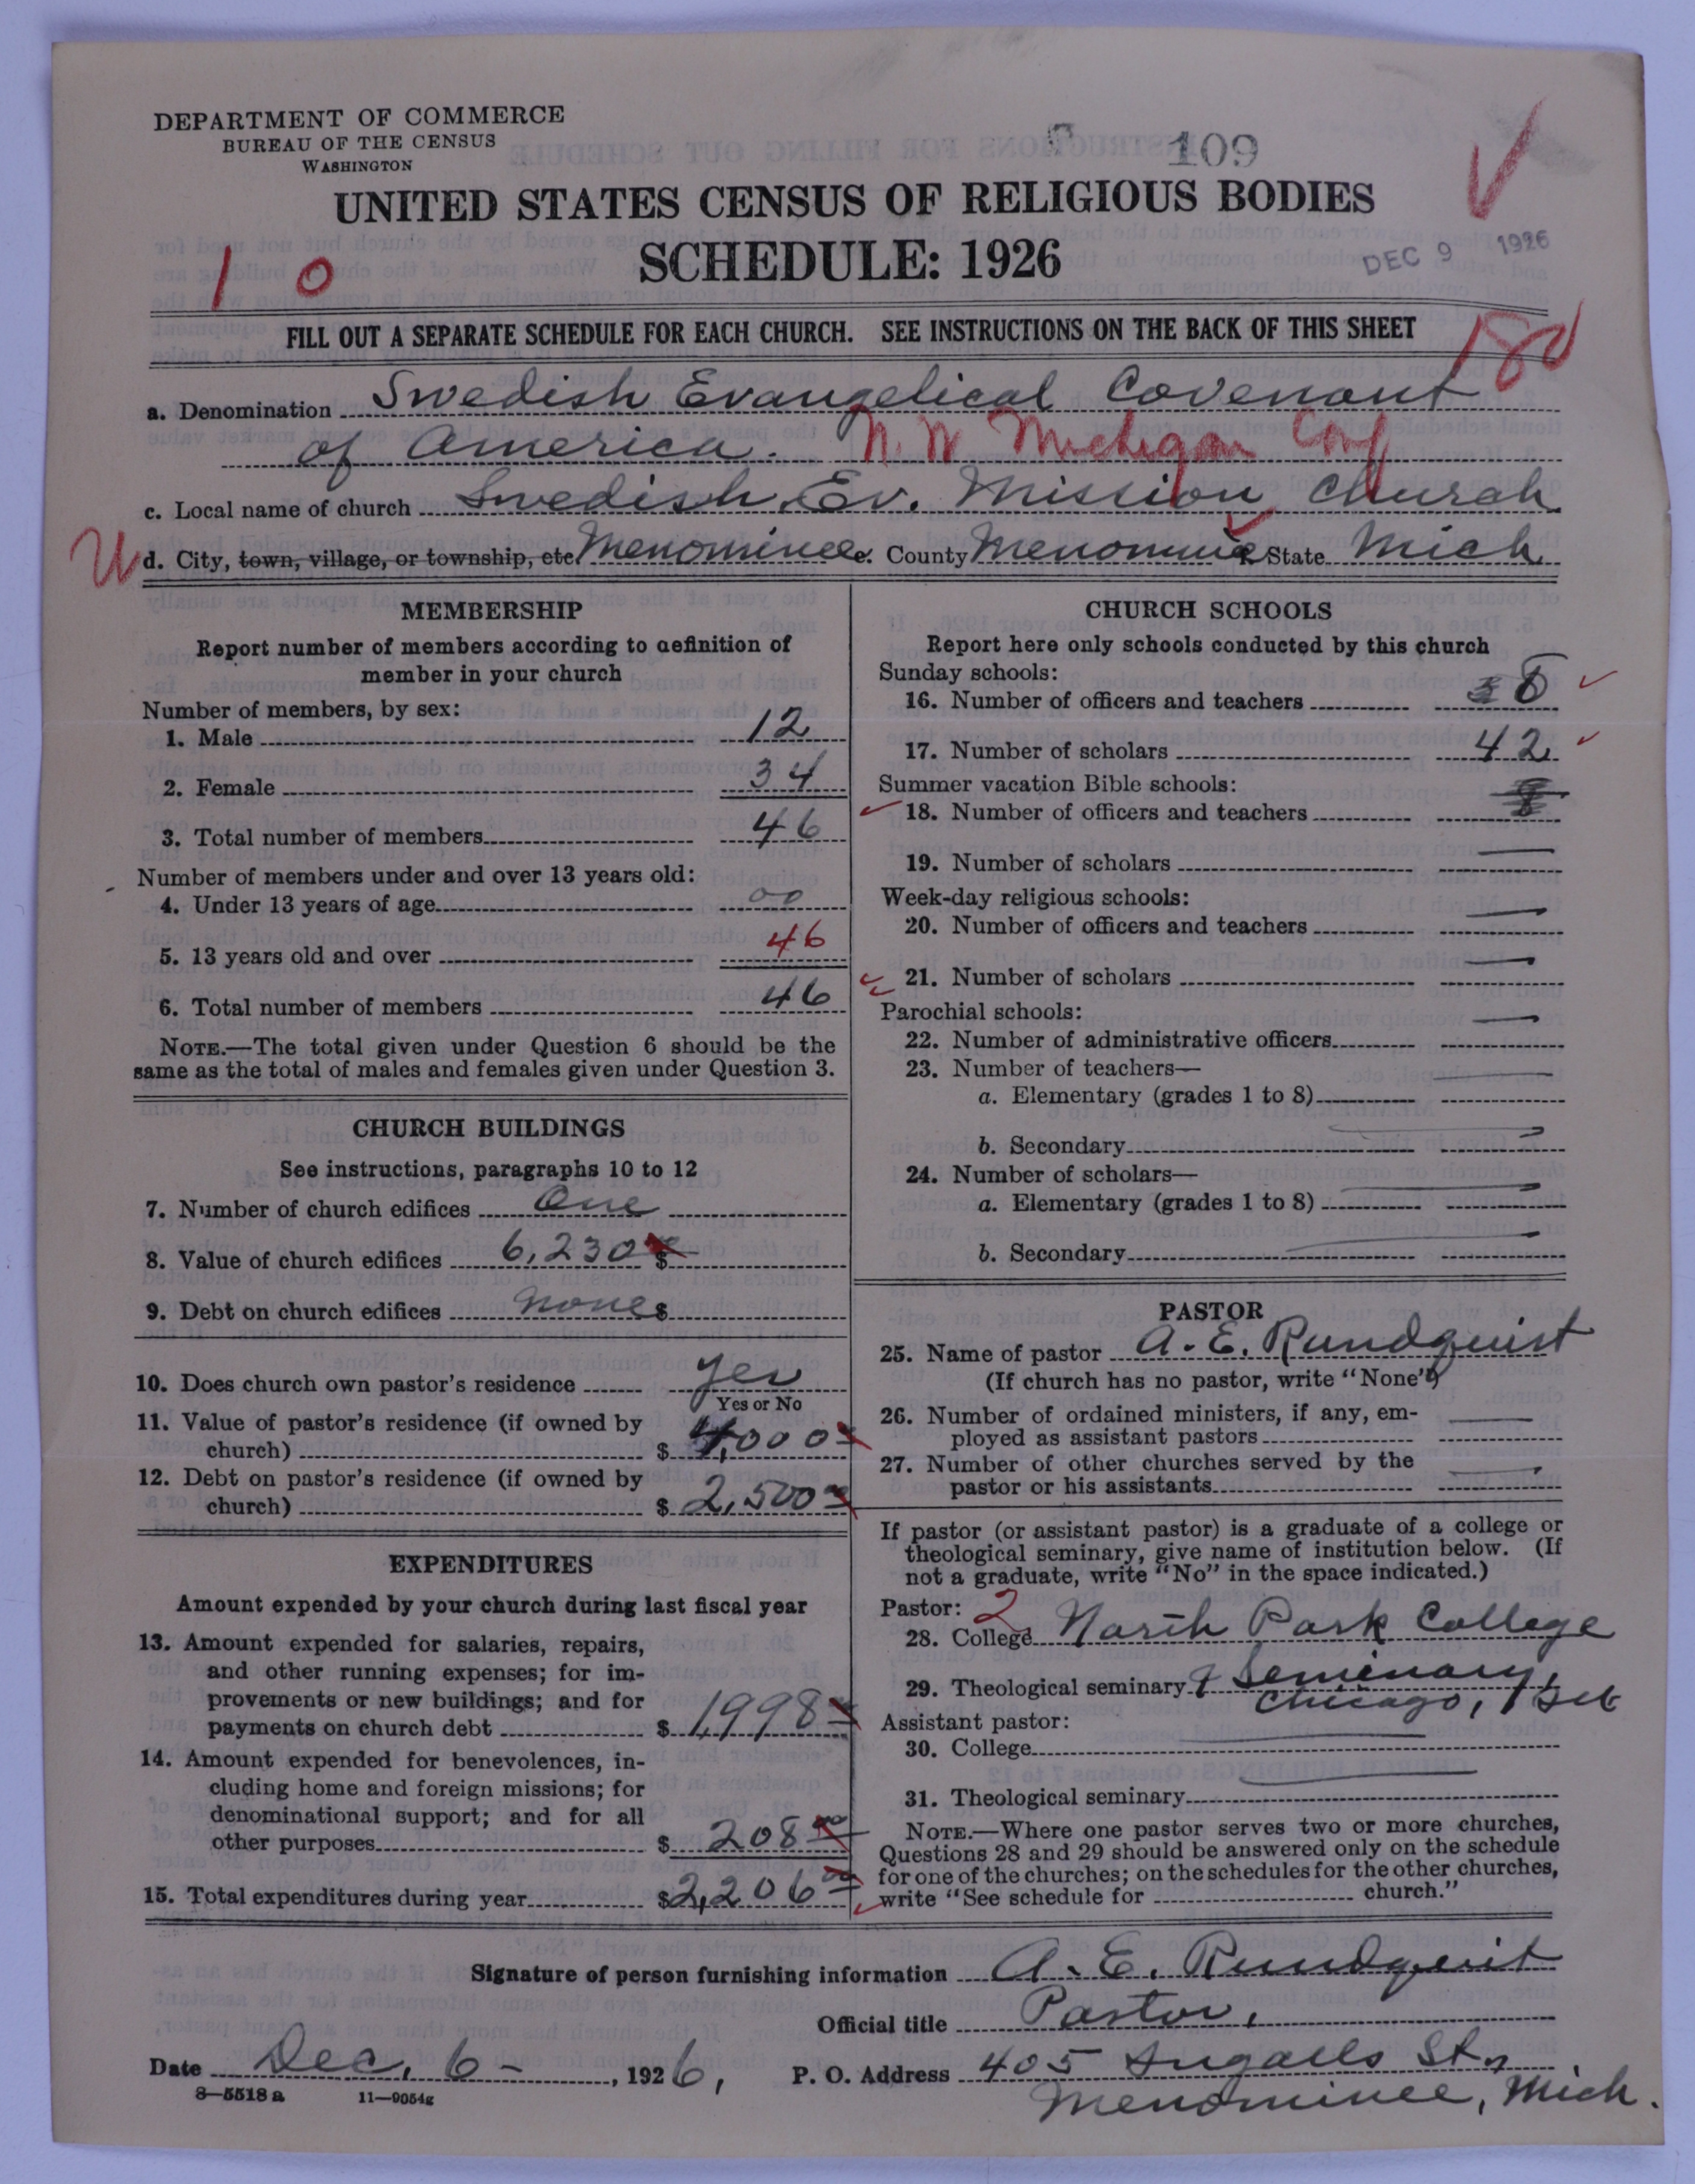 DEPARTMENT OF COMMERCE
BUREAU OF THE CENSUS
WASHINGTON
109
UNITED STATES CENSUS OF RELIGIOUS BODIES
SCHEDULE: 1926
DEC 9 1926
1 0
FILL OUT A SEPARATE SCHEDULE FOR EACH CHURCH. SEE INSTRUCTIONS ON THE BACK OF THIS SHEET
a. Denomination Swedish Evangelical Covenant
of America. N. W Michigan Conf
c. Local name of church Swedish Ev. Mission Church
d. City, town, village, or township, etc. Menominee e. County Menominee State Mich
MEMBERSHIP
Report number of members according to definition of
member in your church
Number of members, by sex:
1. Male 12
2. Female 34
3. Total number of members 46
Number of members under and over 13 years old:
4. Under 13 years of age 00
5. 13 years old and over 46
6. Total number of members 46
NOTE.—The total given under Question 6 should be the
same as the total of males and females given under Question 3.
CHURCH BUILDINGS
See instructions, paragraphs 10 to 12
7. Number of church edifices One
8. Value of church edifices 6,230 $
9. Debt on church edifices none $
10. Does church own pastor's residence yes
Yes or No
11. Value of pastor's residence (if owned by
church) $ 4,000
12. Debt on pastor's residence (if owned by
church) $ 2,500
EXPENDITURES
Amount expended by your church during last fiscal year
13. Amount expended for salaries, repairs,
and other running expenses; for im-
provements or new buildings; and for
payments on church debt $ 1,998
14. Amount expended for benevolences, in-
cluding home and foreign missions; for
denominational support; and for all
other purposes $ 208 00
15. Total expenditures during year $ 2,206 00
CHURCH SCHOOLS
Report here only schools conducted by this church
Sunday schools:
16. Number of officers and teachers 8
17. Number of scholars 42
Summer vacation Bible schools:
18. Number of officers and teachers
19. Number of scholars —
Week-day religious schools:
20. Number of officers and teachers —
21. Number of scholars —
Parochial schools:
22. Number of administrative officers —
23. Number of teachers—
a. Elementary (grades 1 to 8) —
b. Secondary —
24. Number of scholars—
a. Elementary (grades 1 to 8) —
b. Secondary —
PASTOR
25. Name of pastor A. E. Rundquist
(If church has no pastor, write "None")
26. Number of ordained ministers, if any, em-
ployed as assistant pastors —
27. Number of other churches served by the
pastor or his assistants —
If pastor (or assistant pastor) is a graduate of a college or
theological seminary, give name of institution below. (If
not a graduate, write "No" in the space indicated.)
Pastor: 2
28. College North Park College
29. Theological seminary & Seminary,
Chicago, Ill
Assistant pastor:
30. College —
31. Theological seminary —
NOTE.—Where one pastor serves two or more churches,
Questions 28 and 29 should be answered only on the schedule
for one of the churches; on the schedules for the other churches,
write "See schedule for church."
Signature of person furnishing information A. E. Rundquist
Official title Pastor,
Date Dec. 6 - , 1926, P. O. Address 405 Ingalls St.,
Menominee, Mich.
8—5518 a 11—9054g